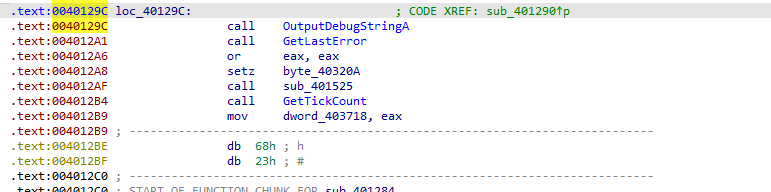 .text:0040129C loc_40129C: ; CODE XREF: sub_401290↑p
.text:0040129C call OutputDebugStringA
.text:004012A1 call GetLastError
.text:004012A6 or eax, eax
.text:004012A8 setz byte_40320A
.text:004012AF call sub_401525
.text:004012B4 call GetTickCount
.text:004012B9 mov dword_403718, eax
.text:004012B9 ; ---------------------------------------------------------------------------
.text:004012BE db 68h ; h
.text:004012BF db 23h ; #
.text:004012C0 ; ---------------------------------------------------------------------------
.text:004012C0 ; START OF FUNCTION CHUNK FOR sub_401284